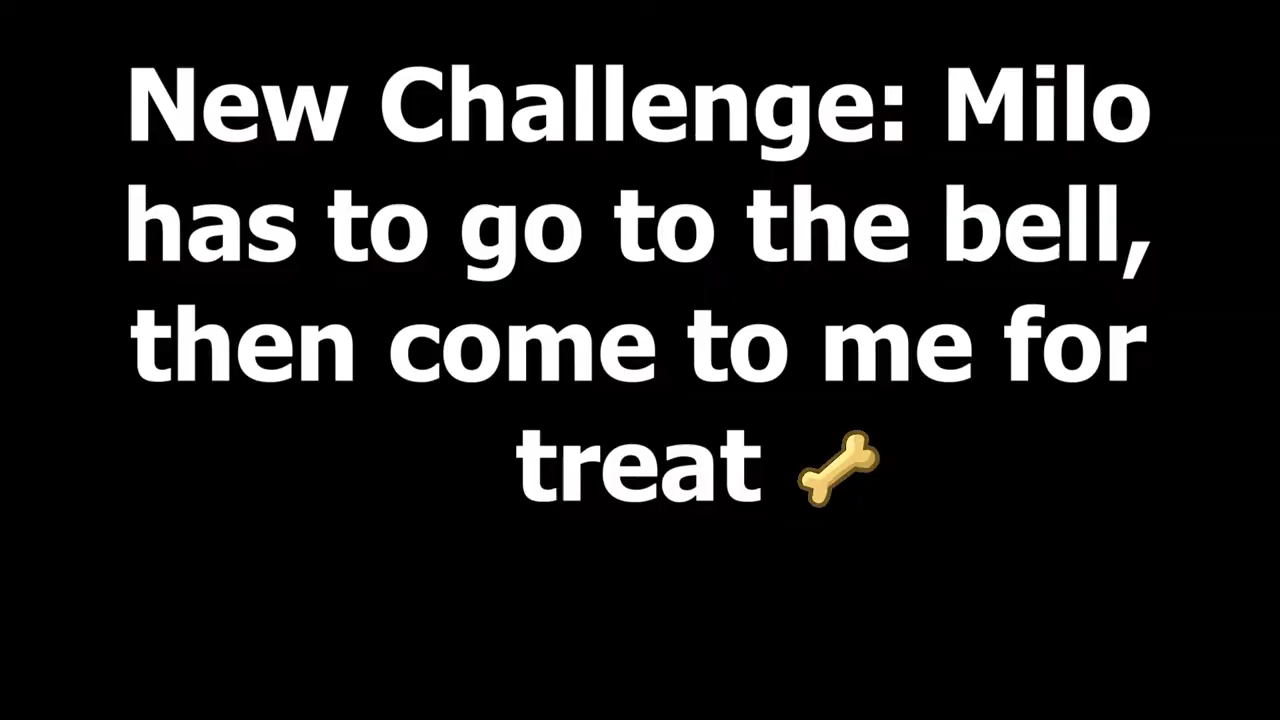 New Challenge: Milo
has to go to the bell,
then come to me for
treat 🦴